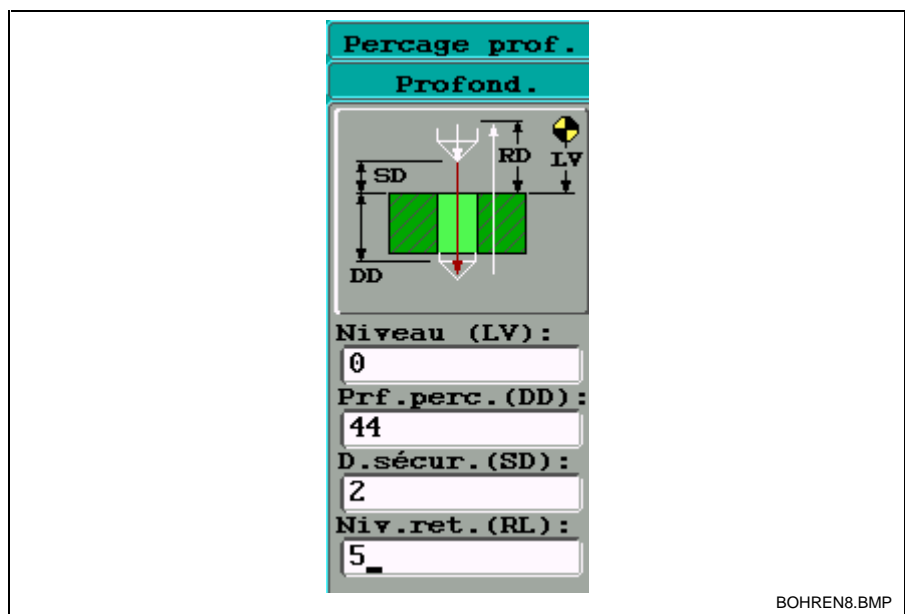 Percage prof.
Profond.
RD
LV
SD
DD
Niveau (LV):
0
Prf.perc.(DD):
44
D.sécur.(SD):
2
Niv.ret.(RL):
5_
BOHREN8.BMP